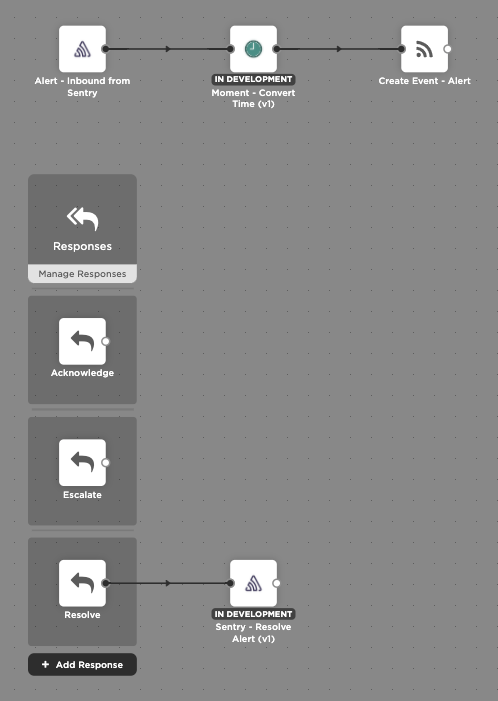 IN DEVELOPMENT
Alert - Inbound from
Sentry
Moment - Convert
Time (v1)
Create Event - Alert
Responses
Manage Responses
Acknowledge
Escalate
Resolve
IN DEVELOPMENT
Sentry - Resolve
Alert (v1)
+ Add Response